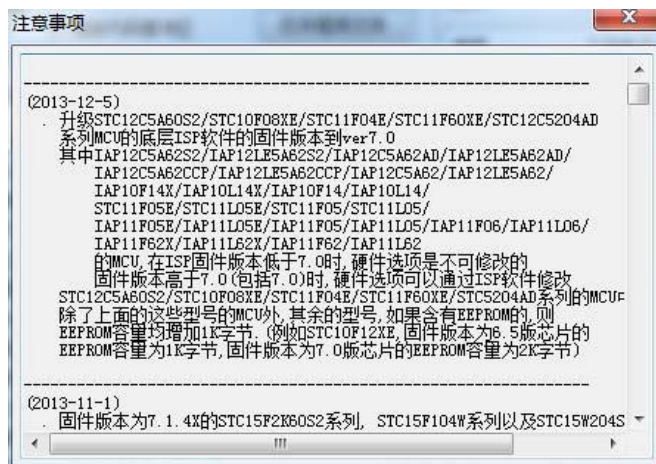 注意事项
(2013-12-5)
. 升级STC12C5A60S2/STC10F08XE/STC11F04E/STC11F60XE/STC12C5204AD
系列MCU的底层ISP软件的固件版本到ver7.0
其中IAP12C5A62S2/IAP12LE5A62S2/IAP12C5A62AD/IAP12LE5A62AD/
IAP12C5A62CCP/IAP12LE5A62CCP/IAP12C5A62/IAP12LE5A62/
IAP10F14X/IAP10L14X/IAP10F14/IAP10L14/
STC11F05E/STC11L05E/STC11F05/STC11L05/
IAP11F05E/IAP11L05E/IAP11F05/IAP11L05/IAP11F06/IAP11L06/
IAP11F62X/IAP11L62X/IAP11F62/IAP11L62
的MCU,在ISP固件版本低于7.0时,硬件选项是不可修改的
固件版本高于7.0(包括7.0)时,硬件选项可以通过ISP软件修改
STC12C5A60S2/STC10F08XE/STC11F04E/STC11F60XE/STC5204AD系列的MCU
除了上面的这些型号的MCU外,其余的型号,如果含有EEPROM的,则
EEPROM容量均增加1K字节.(例如STC10F12XE,固件版本为6.5版芯片的
EEPROM容量为1K字节,固件版本为7.0版芯片的EEPROM容量为2K字节)
(2013-11-1)
. 固件版本为7.1.4X的STC15F2K60S2系列, STC15F104W系列以及STC15W204S